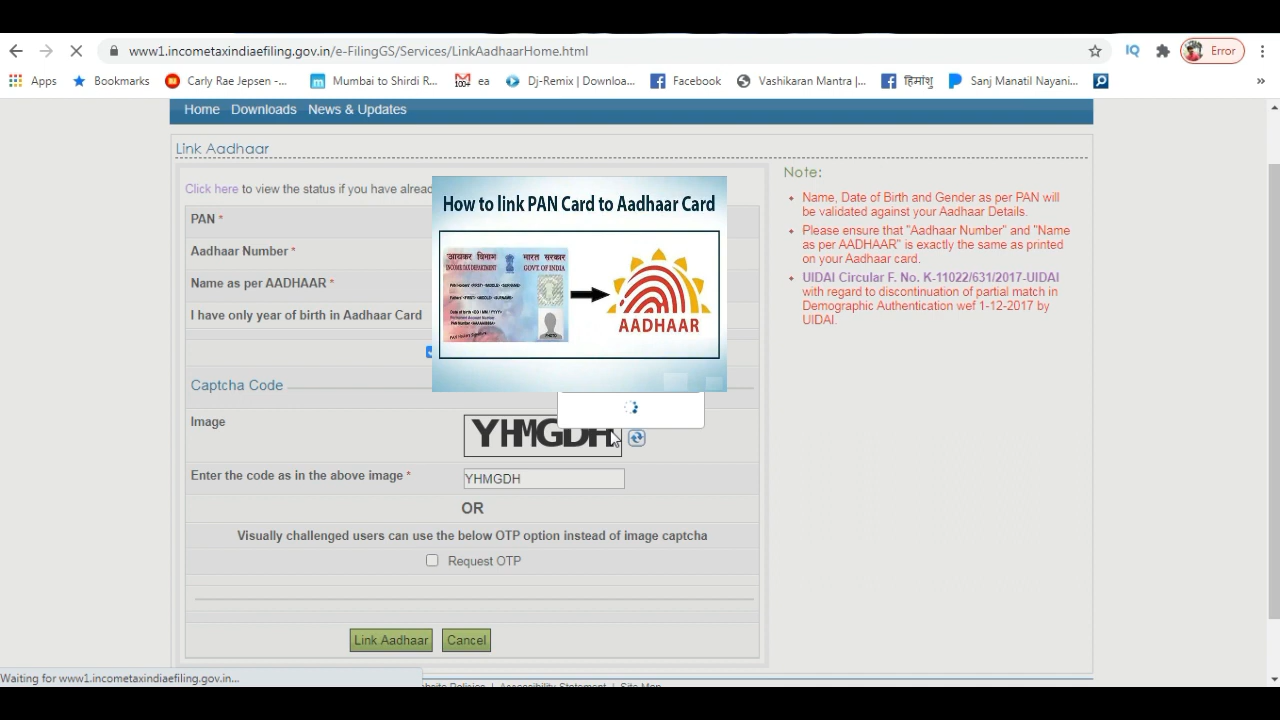 www1.incometaxindiaefiling.gov.in/e-FilingGS/Services/LinkAadhaarHome.html
IQ
Error
Apps
Bookmarks
Carly Rae Jepsen -...
Mumbai to Shirdi R...
100+
ea
Dj-Remix | Downloa...
Facebook
Vashikaran Mantra |...
हिमांशु
Sanj Manatil Nayani...
»
Home Downloads News & Updates
Link Aadhaar
Click here to view the status if you have
PAN *
Aadhaar Number *
Name as per AADHAAR *
I have only year of birth in Aadhaar Card
How to link PAN Card to Aadhaar Card
आयकर विभाग भारत सरकार
INCOME TAX DEPARTMENT GOVT. OF INDIA
PHOTO
AADHAAR
Captcha Code
Image
YHMGDH
Enter the code as in the above image *
YHMGDH
OR
Visually challenged users can use the below OTP option instead of image captcha
Request OTP
Link Aadhaar
Cancel
Note:
Name, Date of Birth and Gender as per PAN will
be validated against your Aadhaar Details.
Please ensure that "Aadhaar Number" and "Name
as per AADHAAR" is exactly the same as printed
on your Aadhaar card.
UIDAI Circular F. No. K-11022/631/2017-UIDAI
with regard to discontinuation of partial match in
Demographic Authentication wef 1-12-2017 by
UIDAI.
Waiting for www1.incometaxindiaefiling.gov.in...
Policies | Accessibility Statement | Site Map